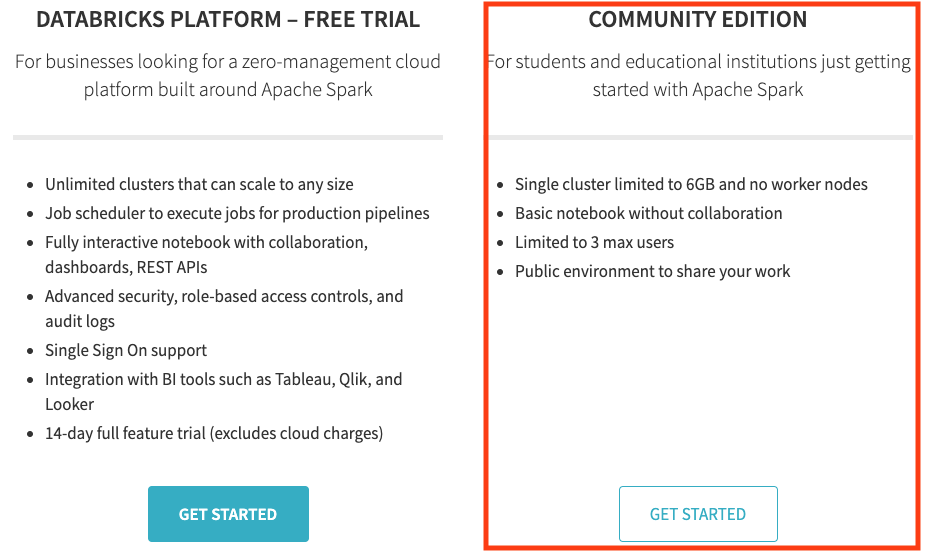 DATABRICKS PLATFORM – FREE TRIAL
For businesses looking for a zero-management cloud
platform built around Apache Spark
Unlimited clusters that can scale to any size
Job scheduler to execute jobs for production pipelines
Fully interactive notebook with collaboration,
dashboards, REST APIs
Advanced security, role-based access controls, and
audit logs
Single Sign On support
Integration with BI tools such as Tableau, Qlik, and
Looker
14-day full feature trial (excludes cloud charges)
GET STARTED
COMMUNITY EDITION
For students and educational institutions just getting
started with Apache Spark
Single cluster limited to 6GB and no worker nodes
Basic notebook without collaboration
Limited to 3 max users
Public environment to share your work
GET STARTED